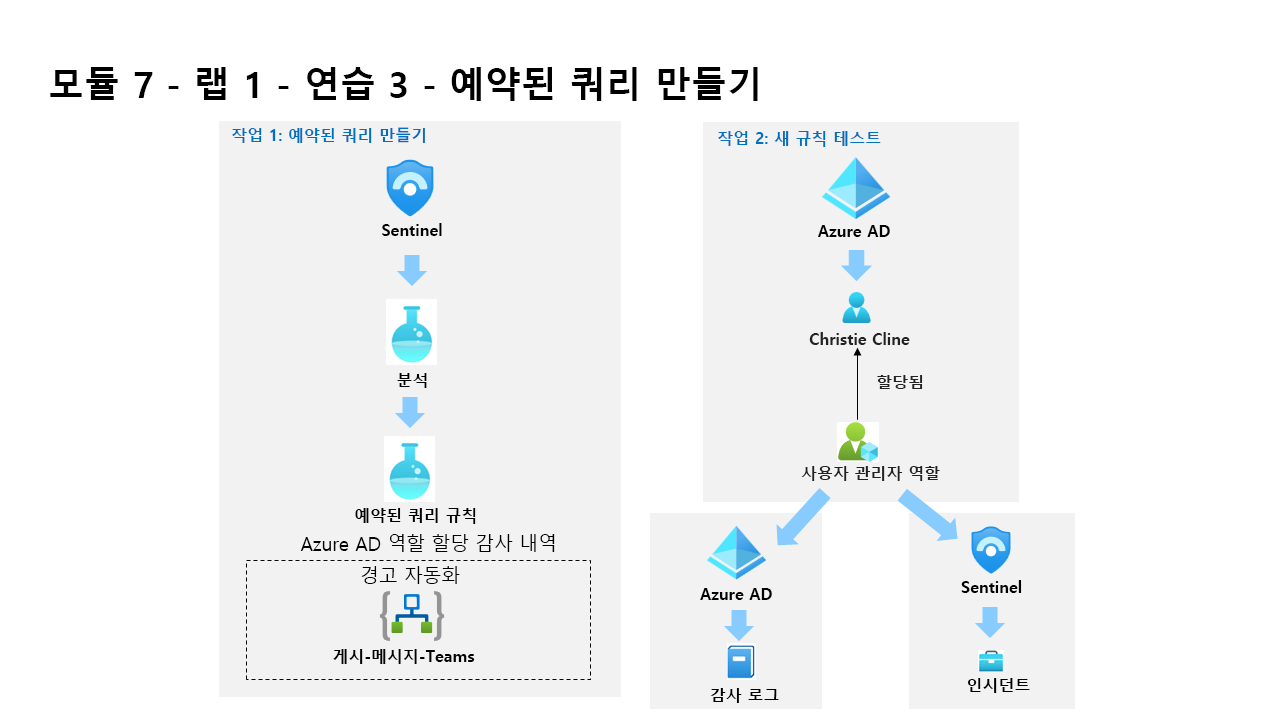 모듈 7 - 랩 1 - 연습 3 - 예약된 쿼리 만들기
작업 1: 예약된 쿼리 만들기
Sentinel
분석
예약된 쿼리 규칙
Azure AD 역할 할당 감사 내역
경고 자동화
게시-메시지-Teams
작업 2: 새 규칙 테스트
Azure AD
Christie Cline
할당됨
사용자 관리자 역할
Azure AD
감사 로그
Sentinel
인시던트